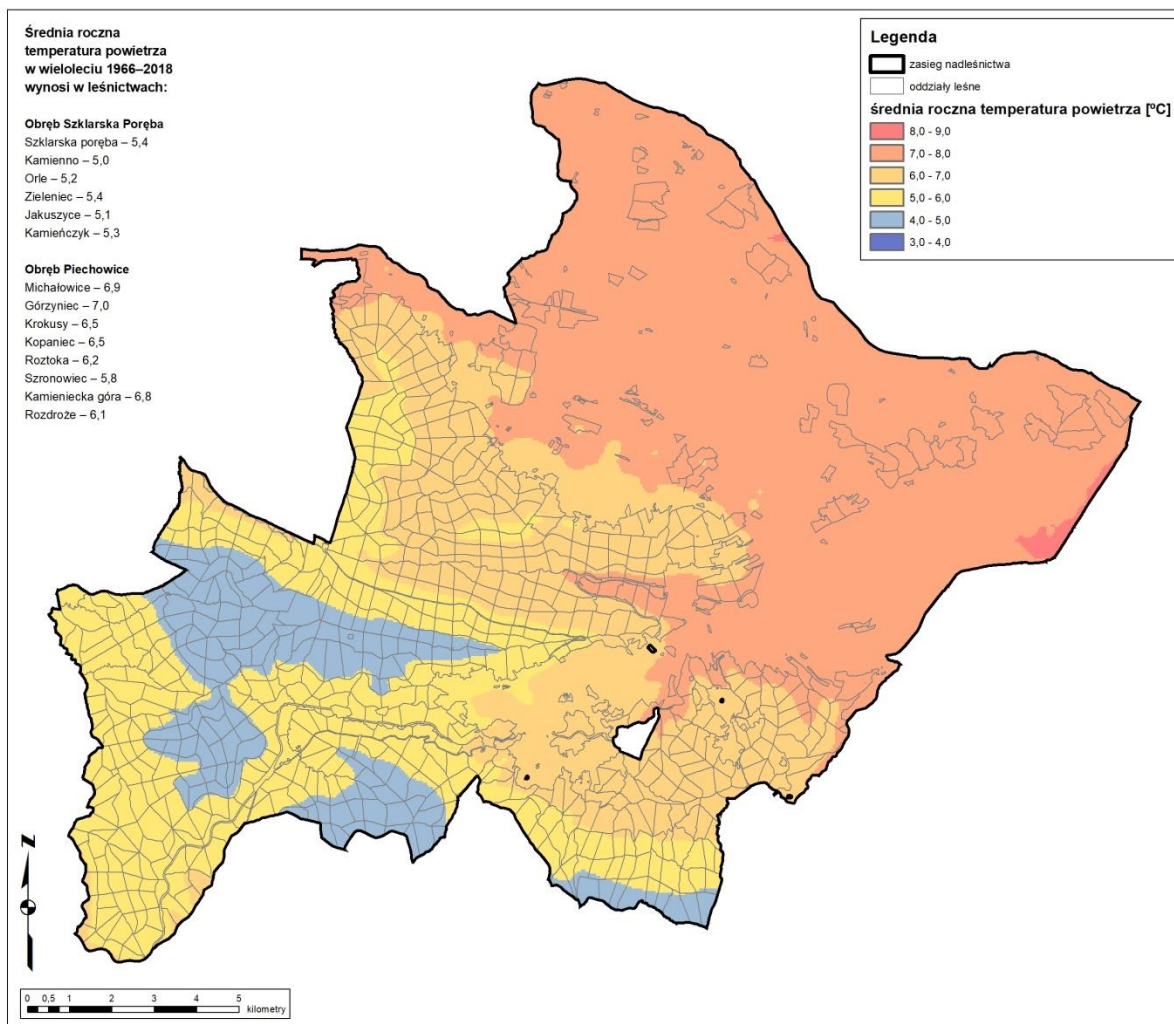 Średnia roczna
temperatura powietrza
w wieloleciu 1966–2018
wynosi w leśnictwach:
Obręb Szklarska Poręba
Szklarska poręba – 5,4
Kamienno – 5,0
Orle – 5,2
Zieleniec – 5,4
Jakuszyce – 5,1
Kamieńczyk – 5,3
Obręb Piechowice
Michałowice – 6,9
Górzyniec – 7,0
Krokusy – 6,5
Kopaniec – 6,5
Roztoka – 6,2
Szronowiec – 5,8
Kamieniecka góra – 6,8
Rozdroże – 6,1
Legenda
zasięg nadleśnictwa
oddziały leśne
średnia roczna temperatura powietrza [ºC]
8,0 - 9,0
7,0 - 8,0
6,0 - 7,0
5,0 - 6,0
4,0 - 5,0
3,0 - 4,0
N
0 0,5 1 2 3 4 5
kilometry